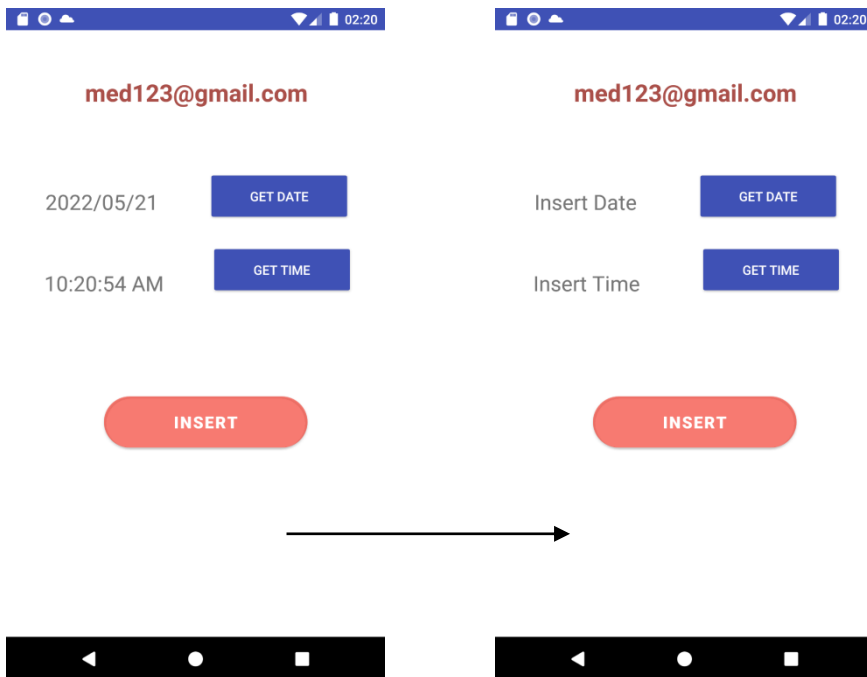 02:20
med123@gmail.com
2022/05/21 GET DATE
10:20:54 AM GET TIME
INSERT
02:20
med123@gmail.com
Insert Date GET DATE
Insert Time GET TIME
INSERT